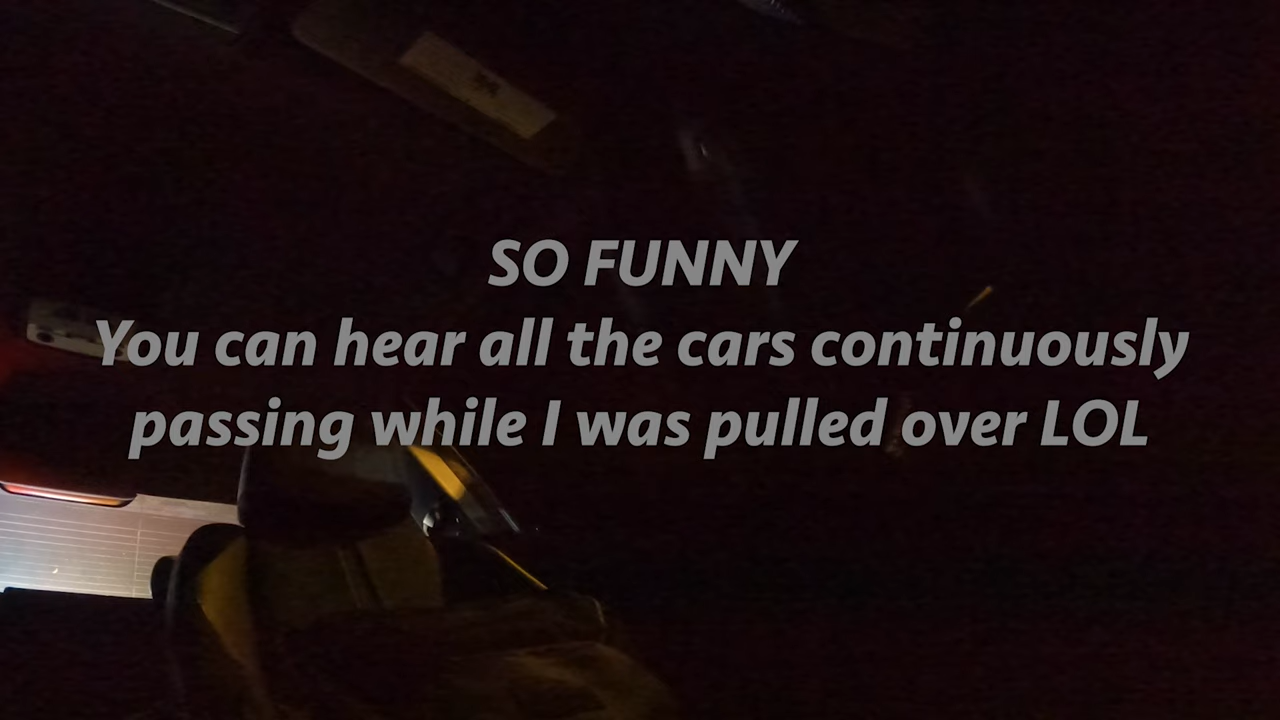 SO FUNNY
You can hear all the cars continuously
passing while I was pulled over LOL